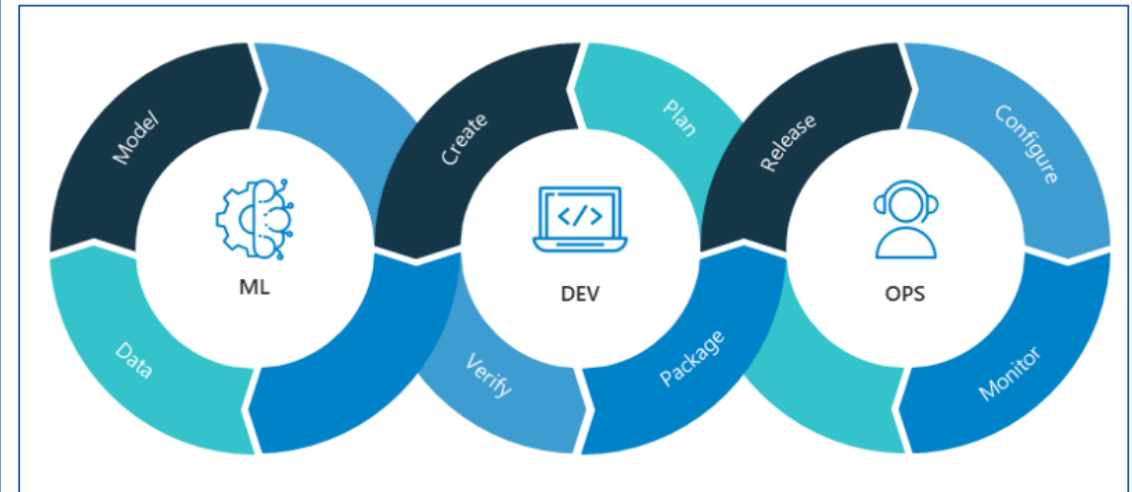 Model
Data
ML
Create
Plan
Verify
Package
DEV
Release
Configure
Monitor
OPS